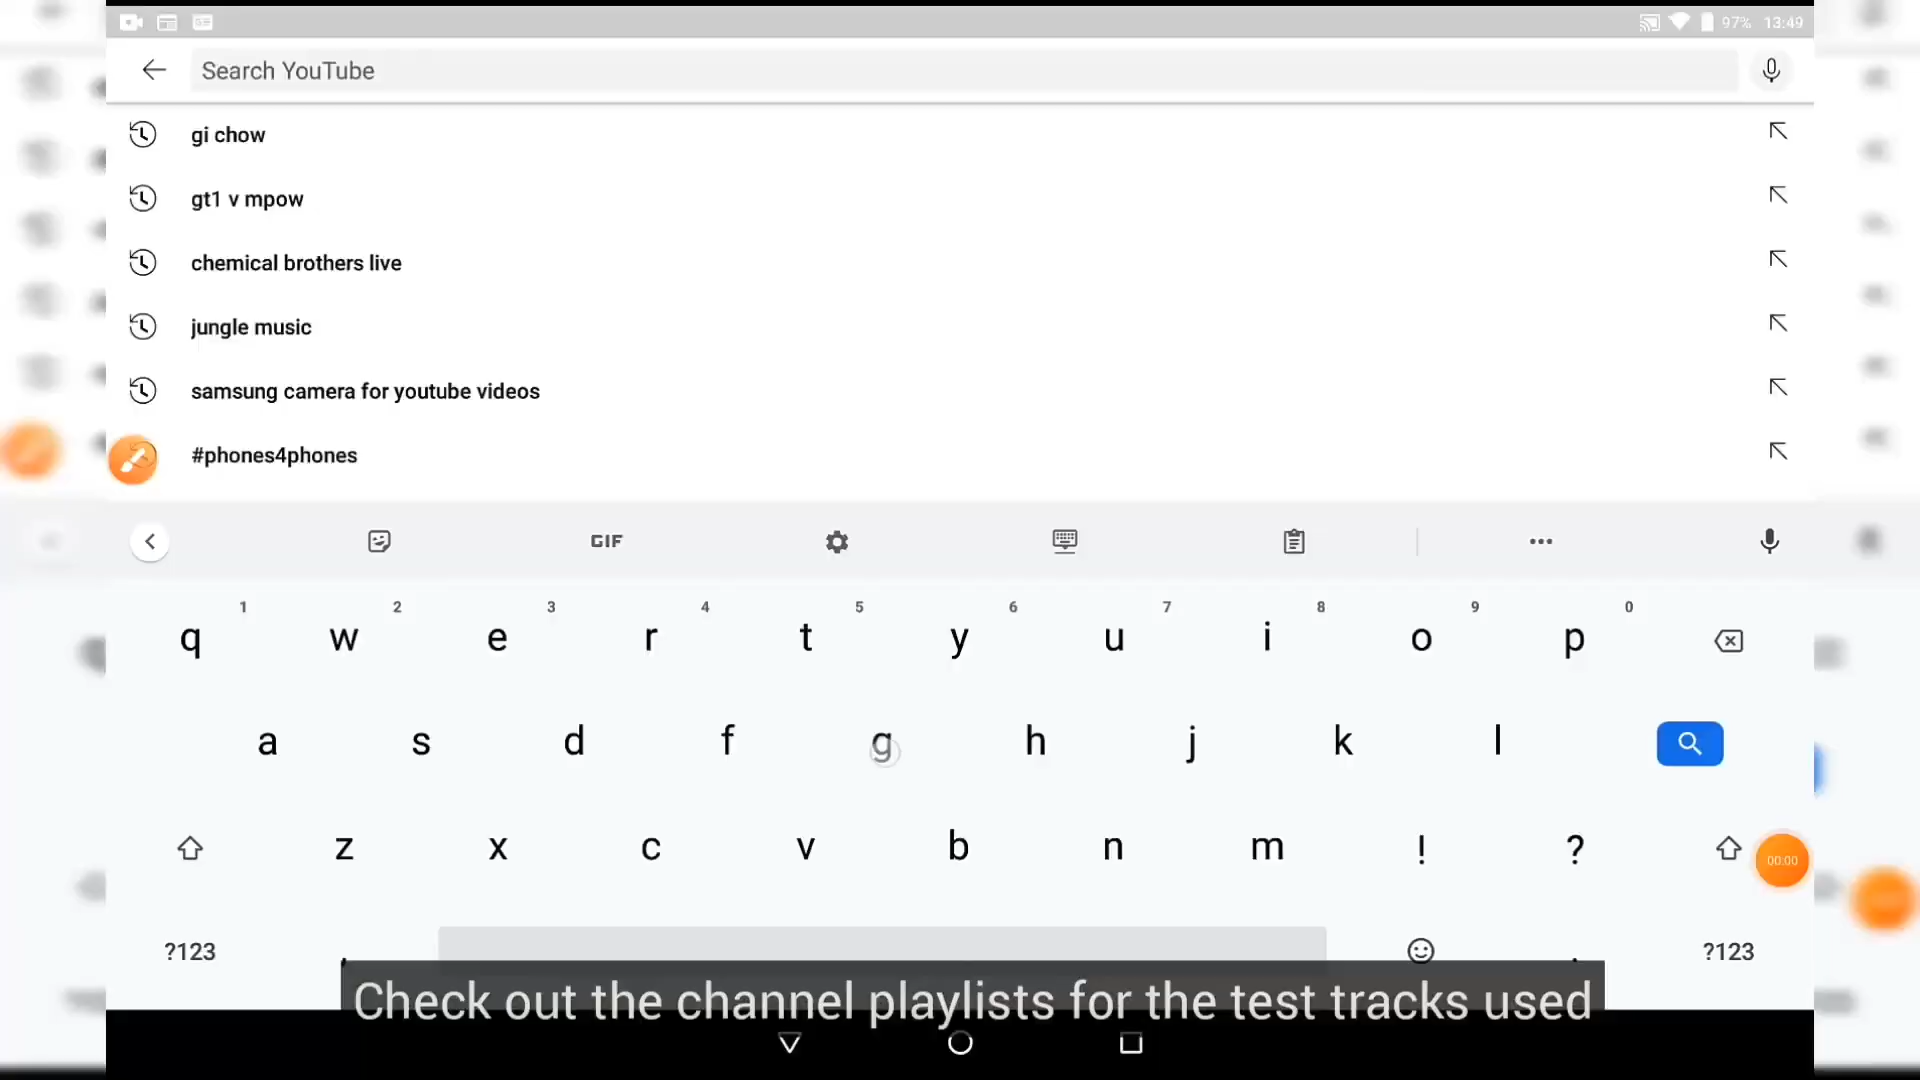 97% 13:49
Search YouTube
gi chow
gt1 v mpow
chemical brothers live
jungle music
samsung camera for youtube videos
#phones4phones
GIF
1 2 3 4 5 6 7 8 9 0
q w e r t y u i o p
a s d f g h j k l
z x c v b n m ! ?
00:00
?123 , . ?123
Check out the channel playlists for the test tracks used